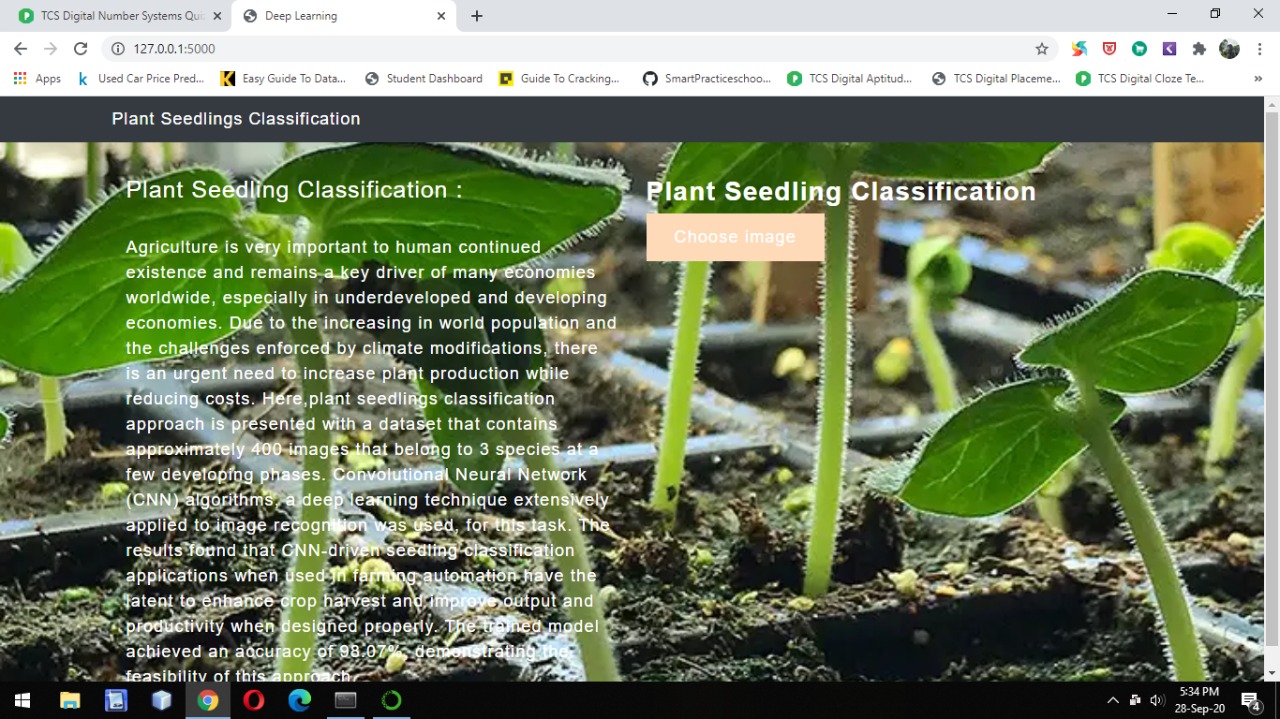 TCS Digital Number Systems Qui
Deep Learning
127.0.0.1:5000
Apps
Used Car Price Pred...
Easy Guide To Data...
Student Dashboard
Guide To Cracking...
SmartPracticeschoo...
TCS Digital Aptitud...
TCS Digital Placeme...
TCS Digital Cloze Te...
»
Plant Seedlings Classification
Plant Seedling Classification :
Agriculture is very important to human continued
existence and remains a key driver of many economies
worldwide, especially in underdeveloped and developing
economies. Due to the increasing in world population and
the challenges enforced by climate modifications, there
is an urgent need to increase plant production while
reducing costs. Here,plant seedlings classification
approach is presented with a dataset that contains
approximately 400 images that belong to 3 species at a
few developing phases. Convolutional Neural Network
(CNN) algorithms, a deep learning technique extensively
applied to image recognition was used, for this task. The
results found that CNN-driven seedling classification
applications when used in farming automation have the
latent to enhance crop harvest and improve output and
productivity when designed properly. The trained model
achieved an accuracy of 98.07%, demonstrating the
feasibility of this approach.
Plant Seedling Classification
Choose image
5:34 PM
28-Sep-20
4